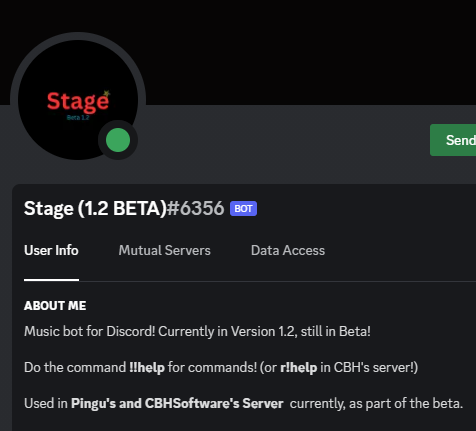 Stage
Beta 1.2
Send
Stage (1.2 BETA)#6356 BOT
User Info Mutual Servers Data Access
ABOUT ME
Music bot for Discord! Currently in Version 1.2, still in Beta!
Do the command !!help for commands! (or r!help in CBH's server!)
Used in Pingu's and CBHSoftware's Server currently, as part of the beta.